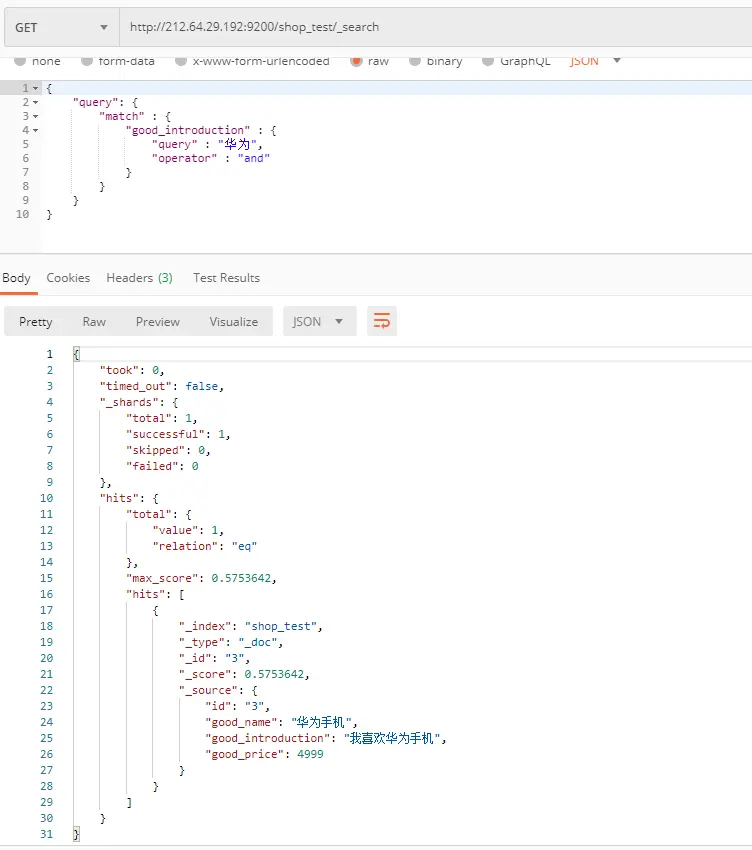 GET http://212.64.29.192:9200/shop_test/_search
none form-data x-www-form-urlencoded raw binary GraphQL JSON
1 {
2 "query": {
3 "match" : {
4 "good_introduction" : {
5 "query" : "华为",
6 "operator" : "and"
7 }
8 }
9 }
10 }
Body Cookies Headers (3) Test Results
Pretty Raw Preview Visualize JSON
1 {
2 "took": 0,
3 "timed_out": false,
4 "_shards": {
5 "total": 1,
6 "successful": 1,
7 "skipped": 0,
8 "failed": 0
9 },
10 "hits": {
11 "total": {
12 "value": 1,
13 "relation": "eq"
14 },
15 "max_score": 0.5753642,
16 "hits": [
17 {
18 "_index": "shop_test",
19 "_type": "_doc",
20 "_id": "3",
21 "_score": 0.5753642,
22 "_source": {
23 "id": "3",
24 "good_name": "华为手机",
25 "good_introduction": "我喜欢华为手机",
26 "good_price": 4999
27 }
28 }
29 ]
30 }
31 }